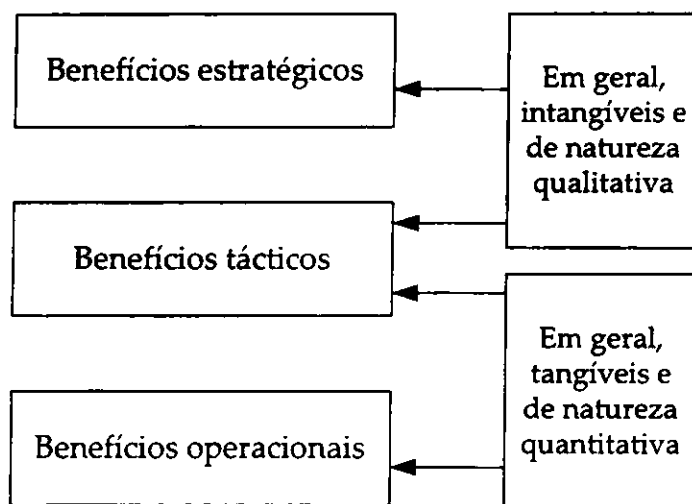 Benefícios estratégicos
Em geral,
intangíveis e
de natureza
qualitativa
Benefícios tácticos
Em geral,
tangíveis e
de natureza
quantitativa
Benefícios operacionais